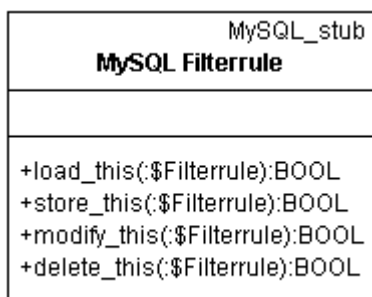 MySQL_stub
MySQL Filterrule
+load_this(:$Filterrule):BOOL
+store_this(:$Filterrule):BOOL
+modify_this(:$Filterrule):BOOL
+delete_this(:$Filterrule):BOOL